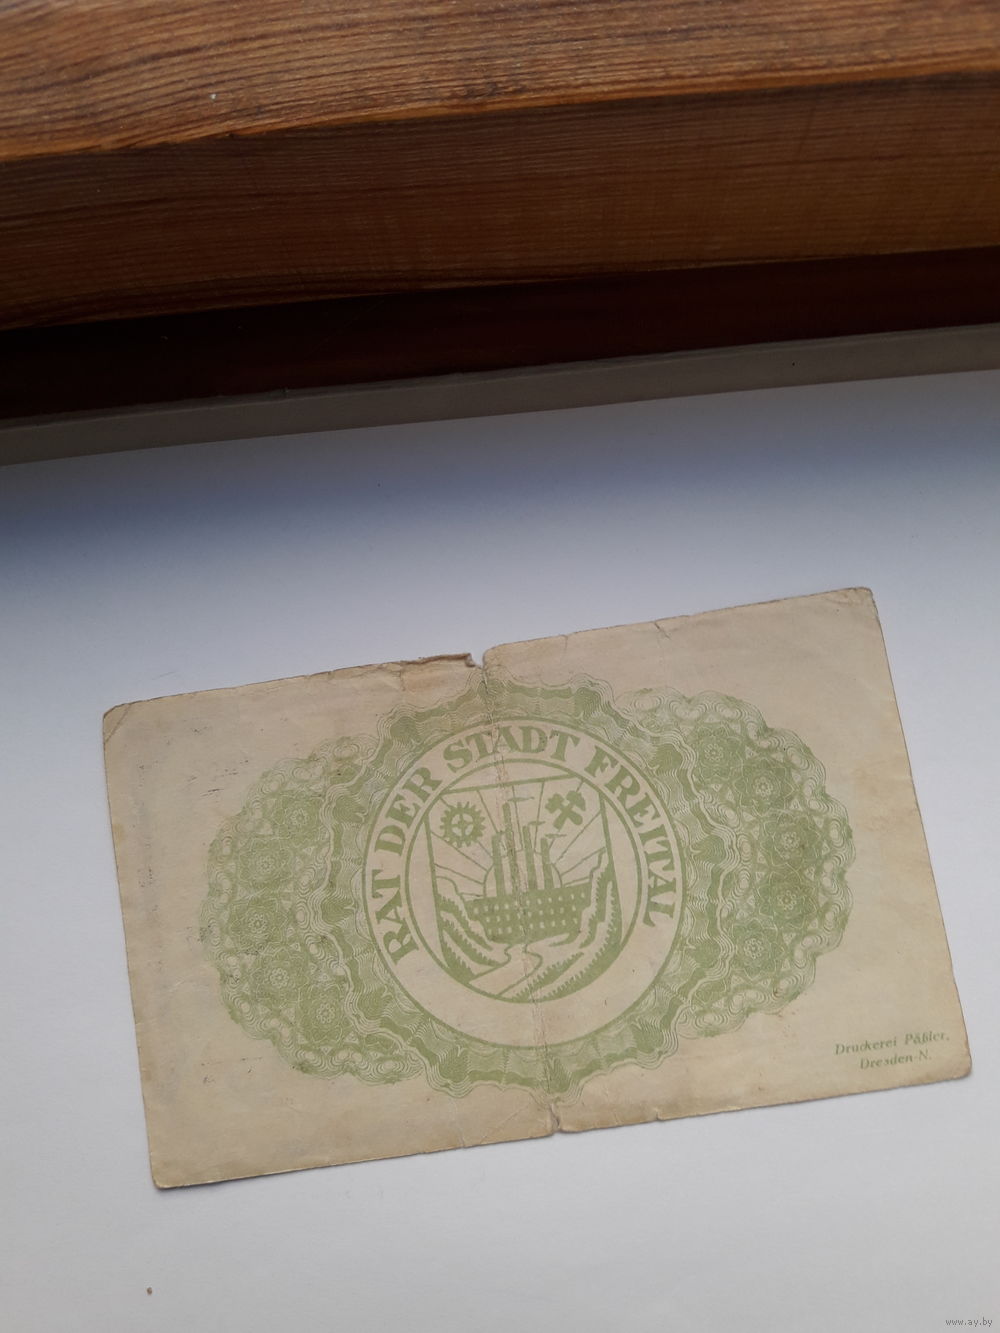 RAT DER STADT FREITAL
Druckerei Päßler,
Dresden-N.
www.ay.by